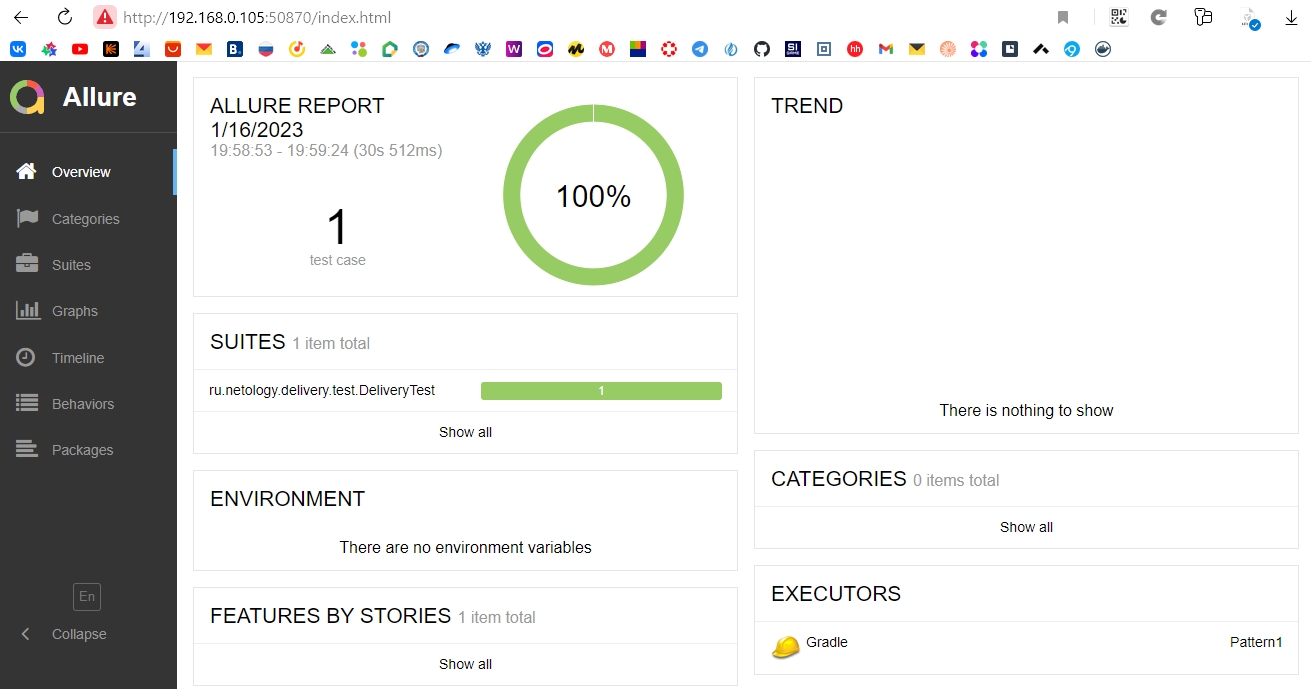 http://192.168.0.105:50870/index.html
Allure
Overview
Categories
Suites
Graphs
Timeline
Behaviors
Packages
En
Collapse
ALLURE REPORT
1/16/2023
19:58:53 - 19:59:24 (30s 512ms)
1
test case
100%
SUITES 1 item total
ru.netology.delivery.test.DeliveryTest 1
Show all
ENVIRONMENT
There are no environment variables
FEATURES BY STORIES 1 item total
Show all
TREND
There is nothing to show
CATEGORIES 0 items total
Show all
EXECUTORS
Gradle Pattern1